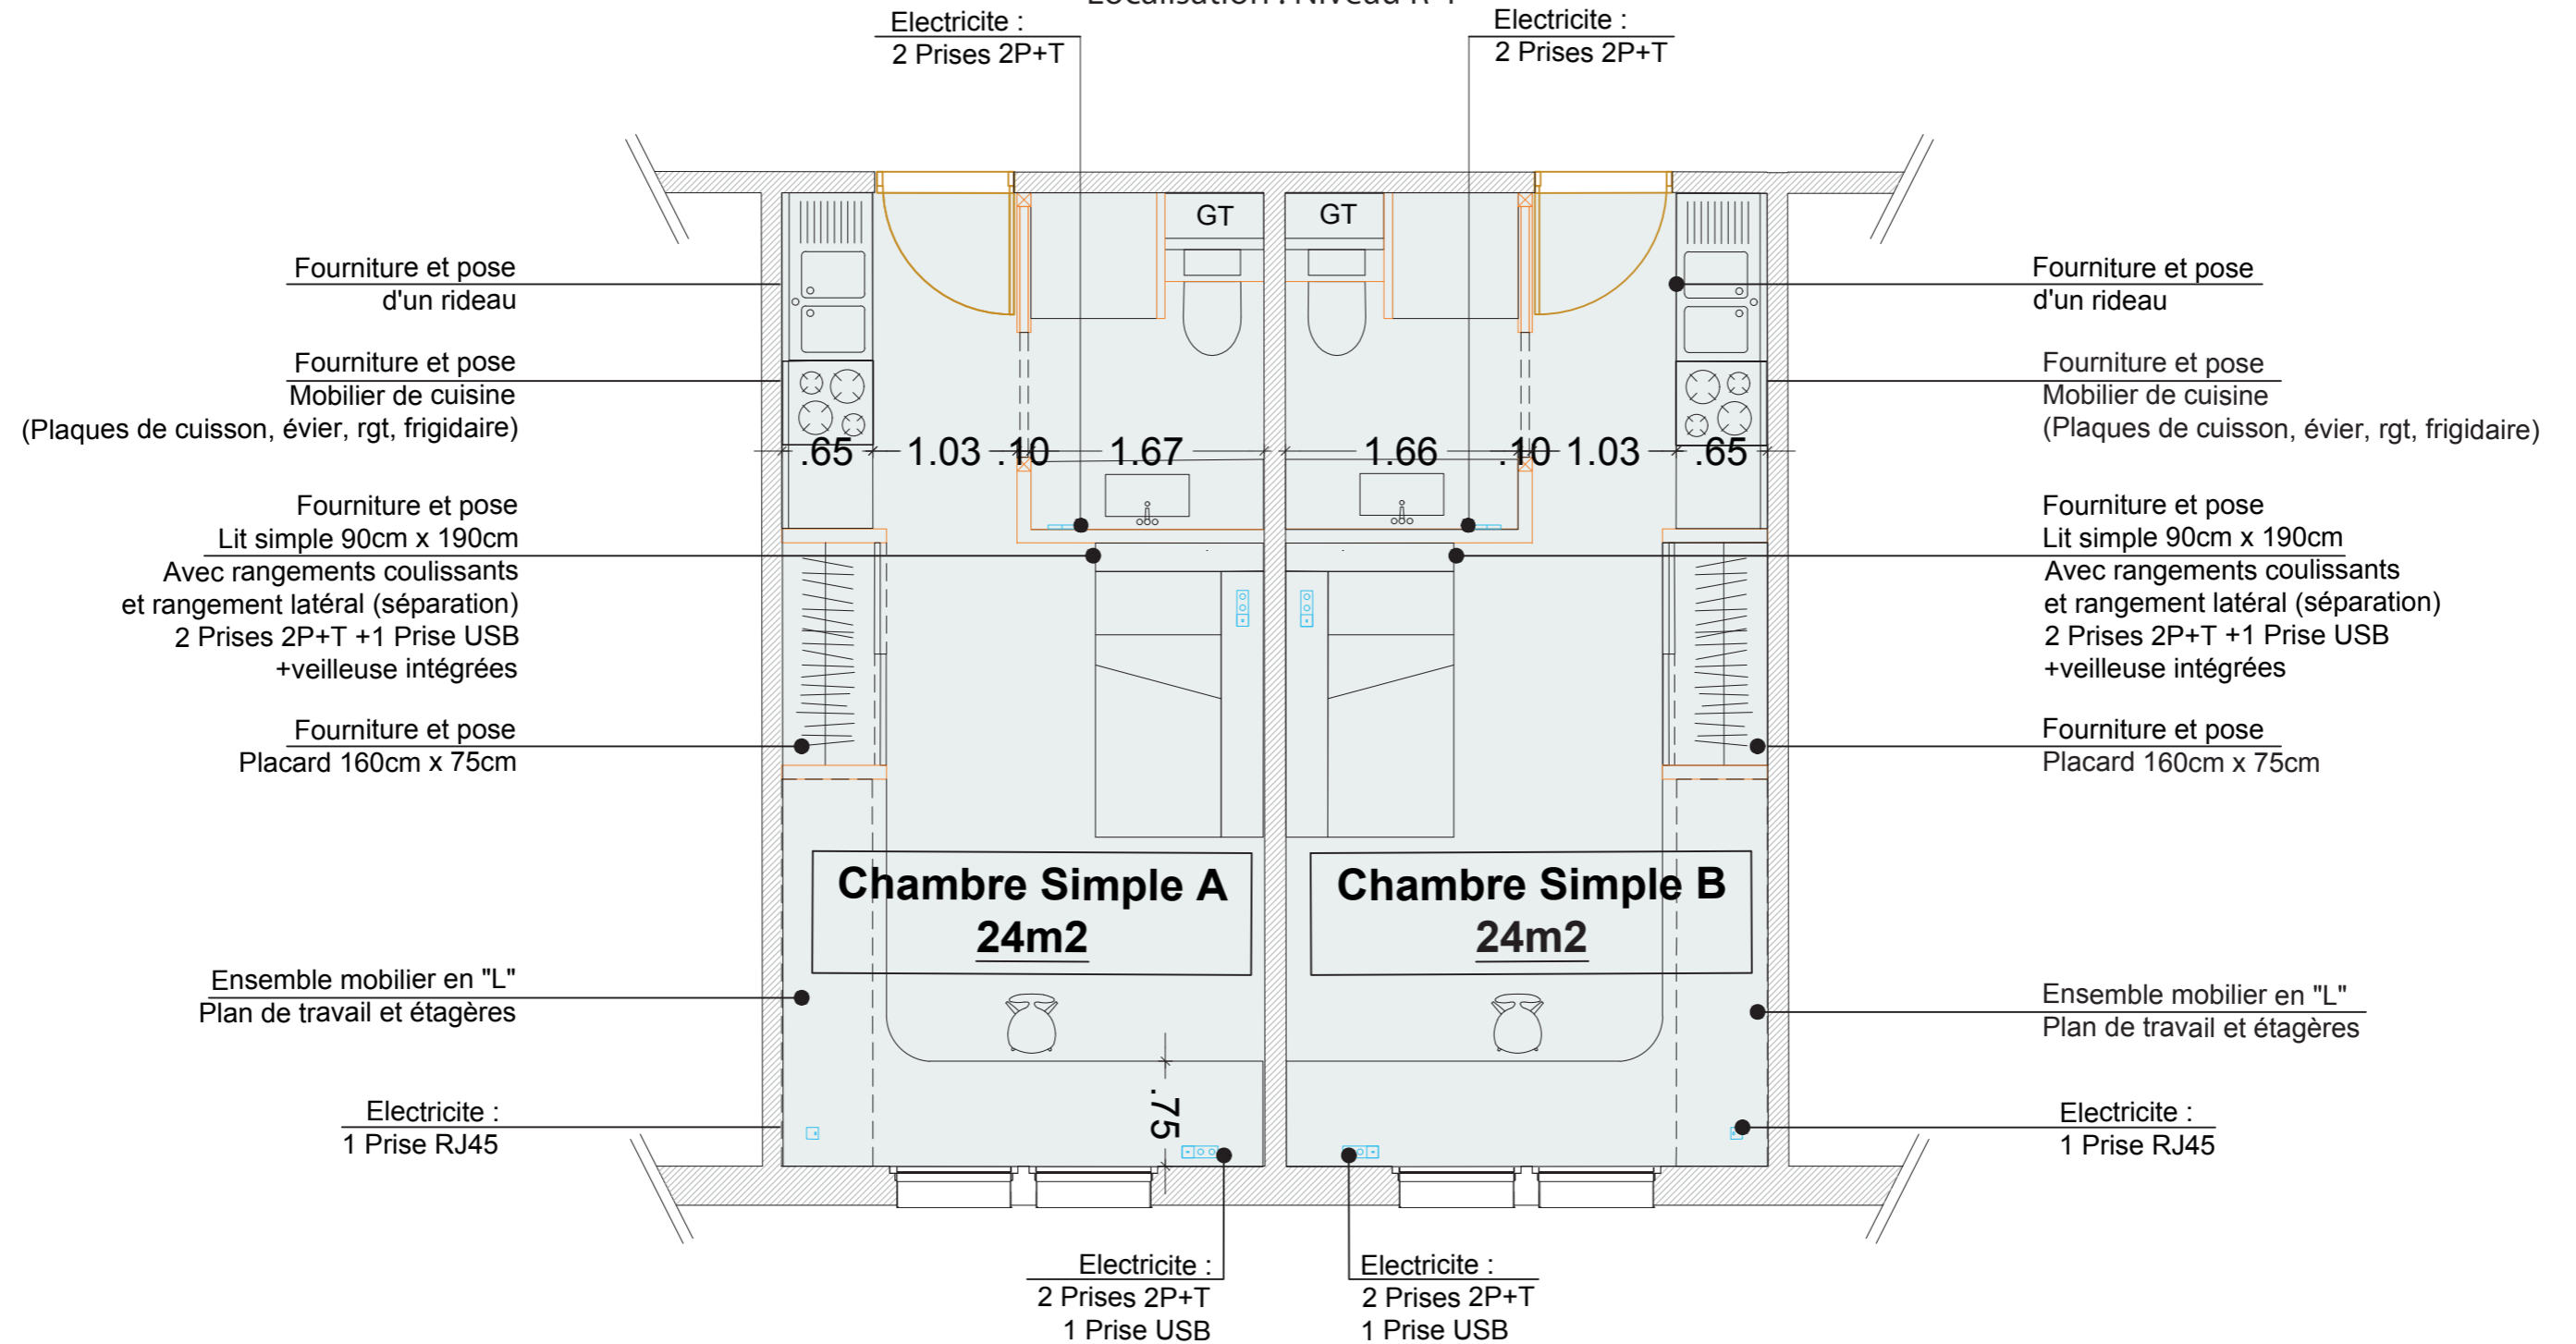 Electricite :
2 Prises 2P+T
Electricite :
2 Prises 2P+T
GT
GT
Fourniture et pose
d'un rideau
Fourniture et pose
Mobilier de cuisine
(Plaques de cuisson, évier, rgt, frigidaire)
Fourniture et pose
Lit simple 90cm x 190cm
Avec rangements coulissants
et rangement latéral (séparation)
2 Prises 2P+T +1 Prise USB
+veilleuse intégrées
Fourniture et pose
Placard 160cm x 75cm
Ensemble mobilier en "L"
Plan de travail et étagères
Electricite :
1 Prise RJ45
.65 1.03 .10 1.67 1.66 .10 1.03 .65
Chambre Simple A
24m2
Chambre Simple B
24m2
.75
Fourniture et pose
d'un rideau
Fourniture et pose
Mobilier de cuisine
(Plaques de cuisson, évier, rgt, frigidaire)
Fourniture et pose
Lit simple 90cm x 190cm
Avec rangements coulissants
et rangement latéral (séparation)
2 Prises 2P+T +1 Prise USB
+veilleuse intégrées
Fourniture et pose
Placard 160cm x 75cm
Ensemble mobilier en "L"
Plan de travail et étagères
Electricite :
1 Prise RJ45
Electricite :
2 Prises 2P+T
1 Prise USB
Electricite :
2 Prises 2P+T
1 Prise USB